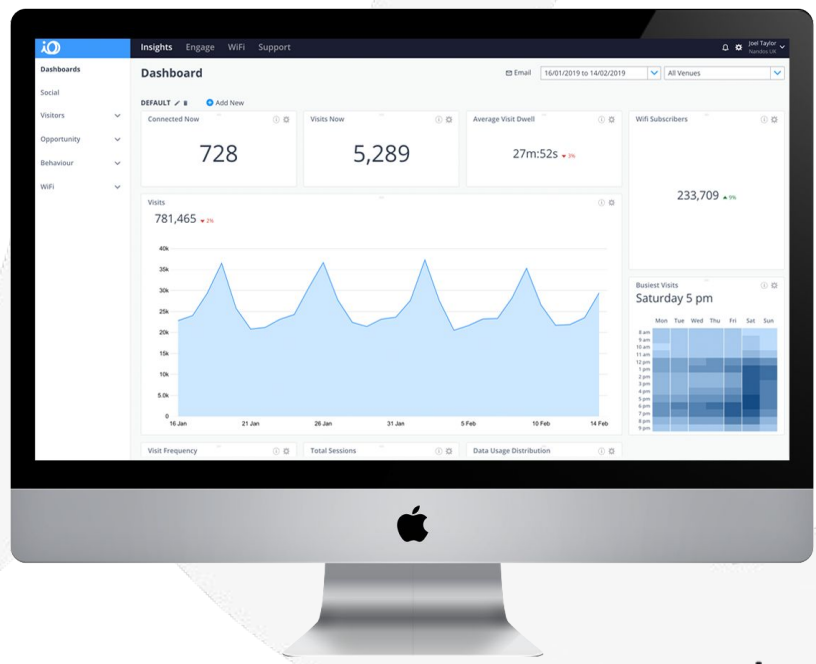 iO
Insights Engage WiFi Support
Joel Taylor
Nandos UK
Dashboards
Social
Visitors
Opportunity
Behaviour
WiFi
Dashboard
Email 16/01/2019 to 14/02/2019 All Venues
DEFAULT Add New
Connected Now
728
Visits Now
5,289
Average Visit Dwell
27m:52s 3%
Wifi Subscribers
233,709 9%
Visits
781,465 2%
40k
35k
30k
25k
20k
15k
10k
5.0k
0
16 Jan 21 Jan 26 Jan 31 Jan 5 Feb 10 Feb 14 Feb
Busiest Visits
Saturday 5 pm
Mon Tue Wed Thu Fri Sat Sun
8 am
9 am
10 am
11 am
12 pm
1 pm
2 pm
3 pm
4 pm
5 pm
6 pm
7 pm
8 pm
9 pm
Visit Frequency
Total Sessions
Data Usage Distribution